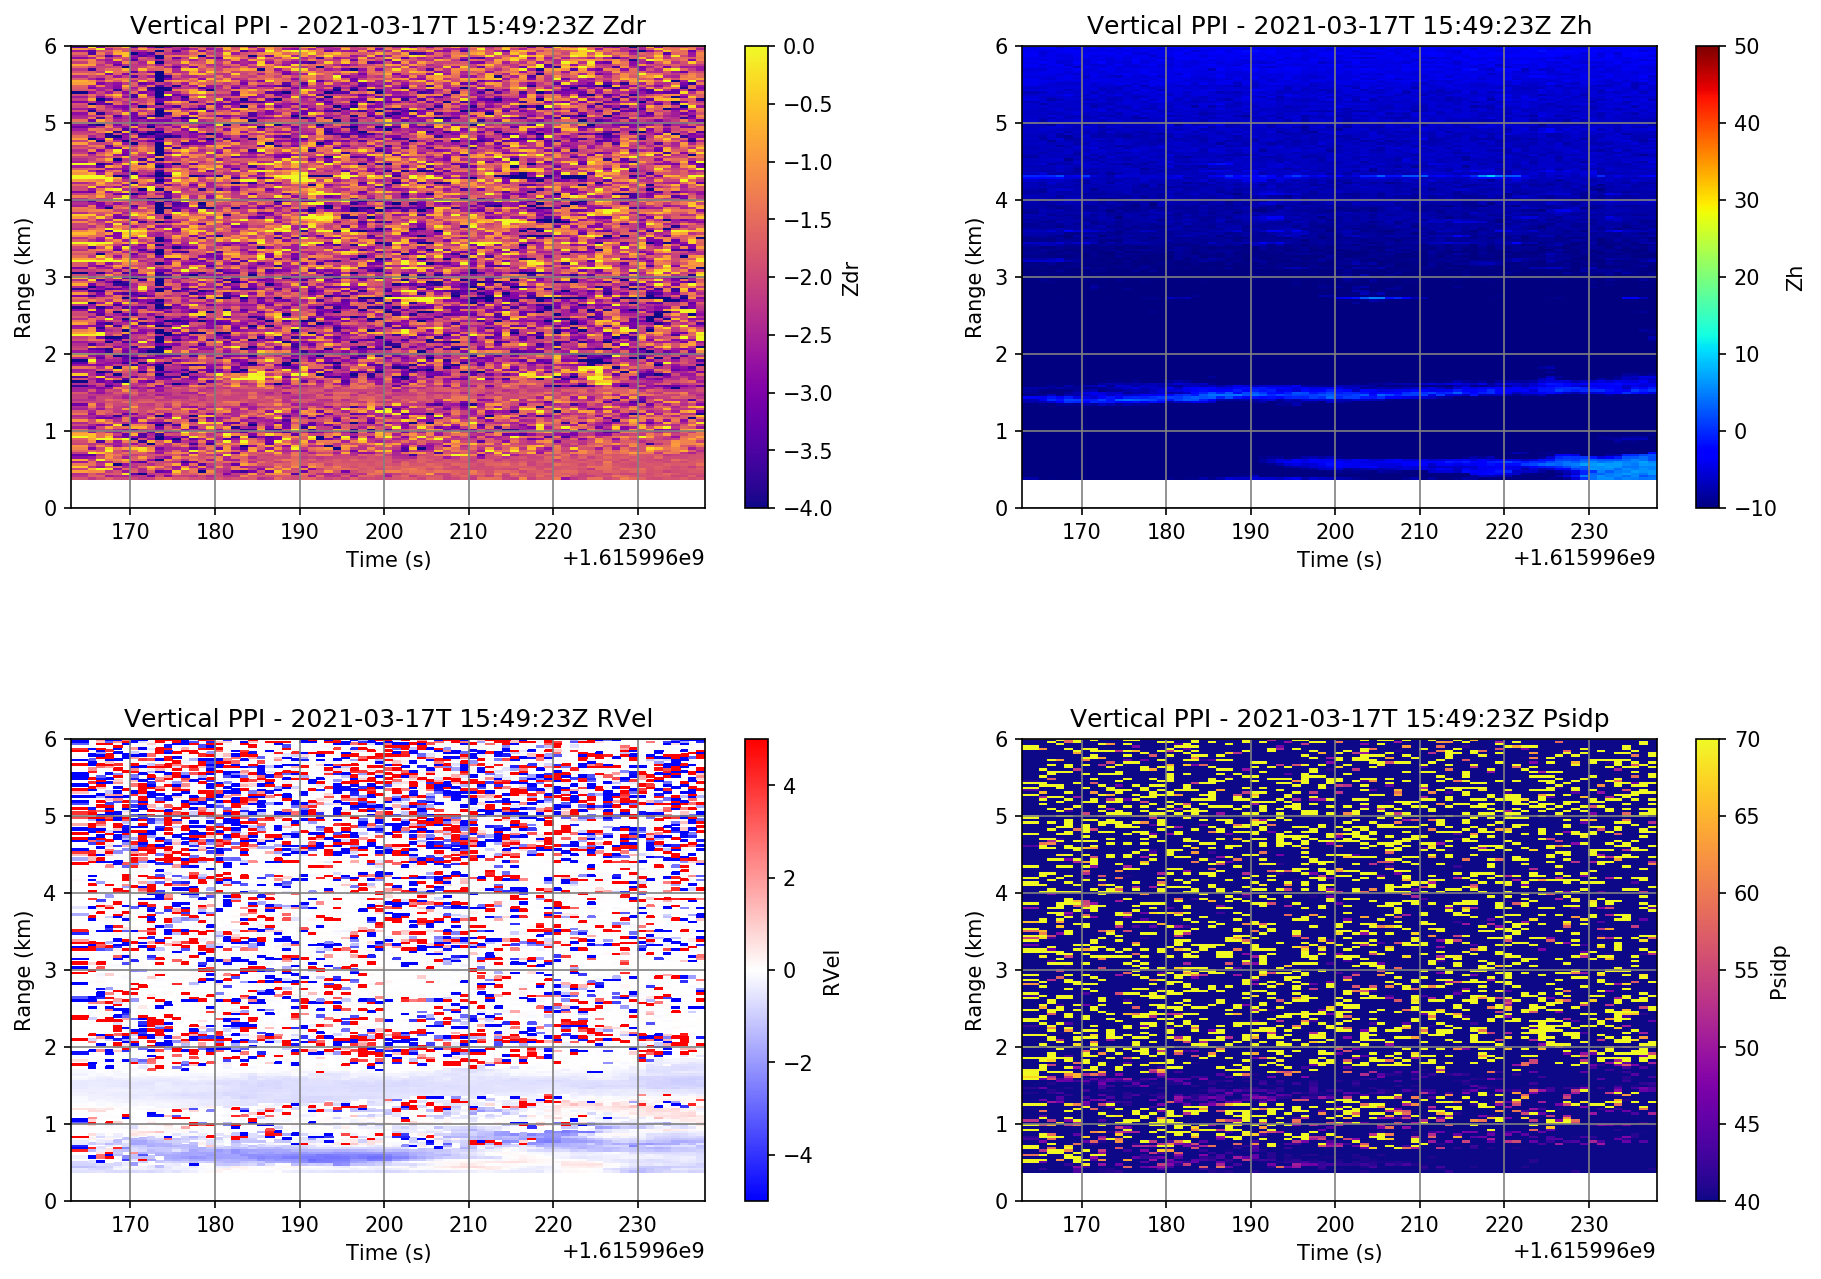 Vertical PPI - 2021-03-17T 15:49:23Z Zdr
6
5
4
3
2
1
0
Range (km)
170 180 190 200 210 220 230
Time (s)
+1.615996e9
0.0
−0.5
−1.0
−1.5
−2.0
−2.5
−3.0
−3.5
−4.0
Zdr
Vertical PPI - 2021-03-17T 15:49:23Z Zh
6
5
4
3
2
1
0
Range (km)
170 180 190 200 210 220 230
Time (s)
+1.615996e9
50
40
30
20
10
0
−10
Zh
Vertical PPI - 2021-03-17T 15:49:23Z RVel
6
5
4
3
2
1
0
Range (km)
170 180 190 200 210 220 230
Time (s)
+1.615996e9
4
2
0
−2
−4
RVel
Vertical PPI - 2021-03-17T 15:49:23Z Psidp
6
5
4
3
2
1
0
Range (km)
170 180 190 200 210 220 230
Time (s)
+1.615996e9
70
65
60
55
50
45
40
Psidp